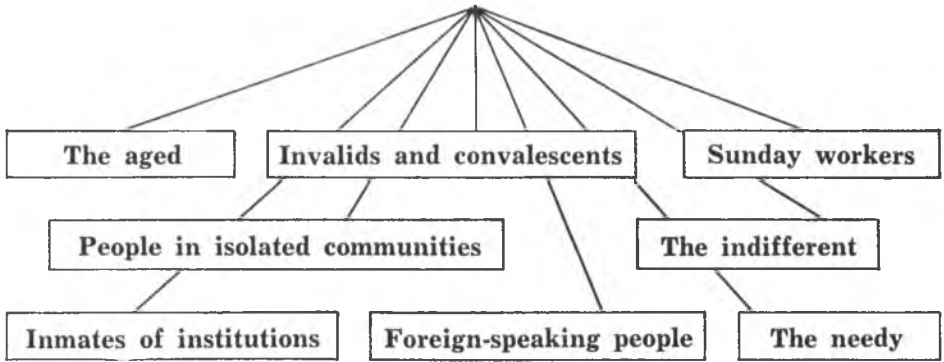 The aged
Invalids and convalescents
Sunday workers
People in isolated communities
The indifferent
Inmates of institutions
Foreign-speaking people
The needy